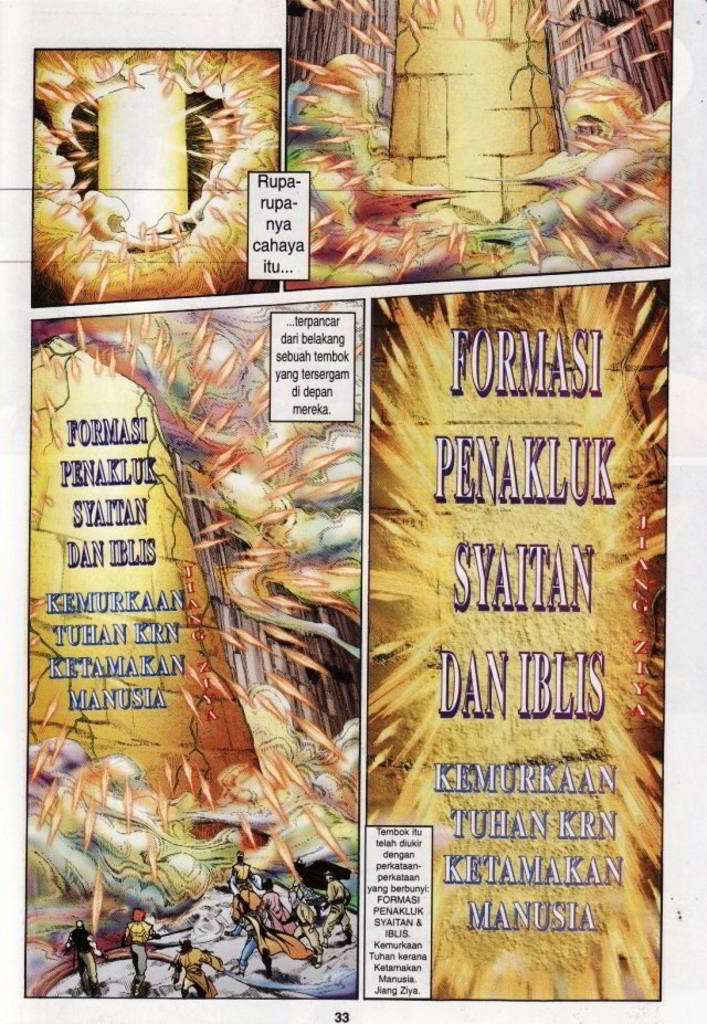 Rupa-
rupa-
nya
cahaya
itu...
...terpancar
dari belakang
sebuah tembok
yang tersergam
di depan
mereka.
FORMASI
PENAKLUK
SYAITAN
DAN IBLIS
KEMURKAAN
TUHAN KRN
KETAMAKAN
MANUSIA
JIANG ZIYA
FORMASI
PENAKLUK
SYAITAN
DAN IBLIS
KEMURKAAN
TUHAN KRN
KETAMAKAN
MANUSIA
JIANG ZIYA
Tembok itu
telah diukir
dengan
perkataan-
perkataan
yang berbunyi:
FORMASI
PENAKLUK
SYAITAN &
IBLIS.
Kemurkaan
Tuhan kerana
Ketamakan
Manusia.
Jiang Ziya.
33